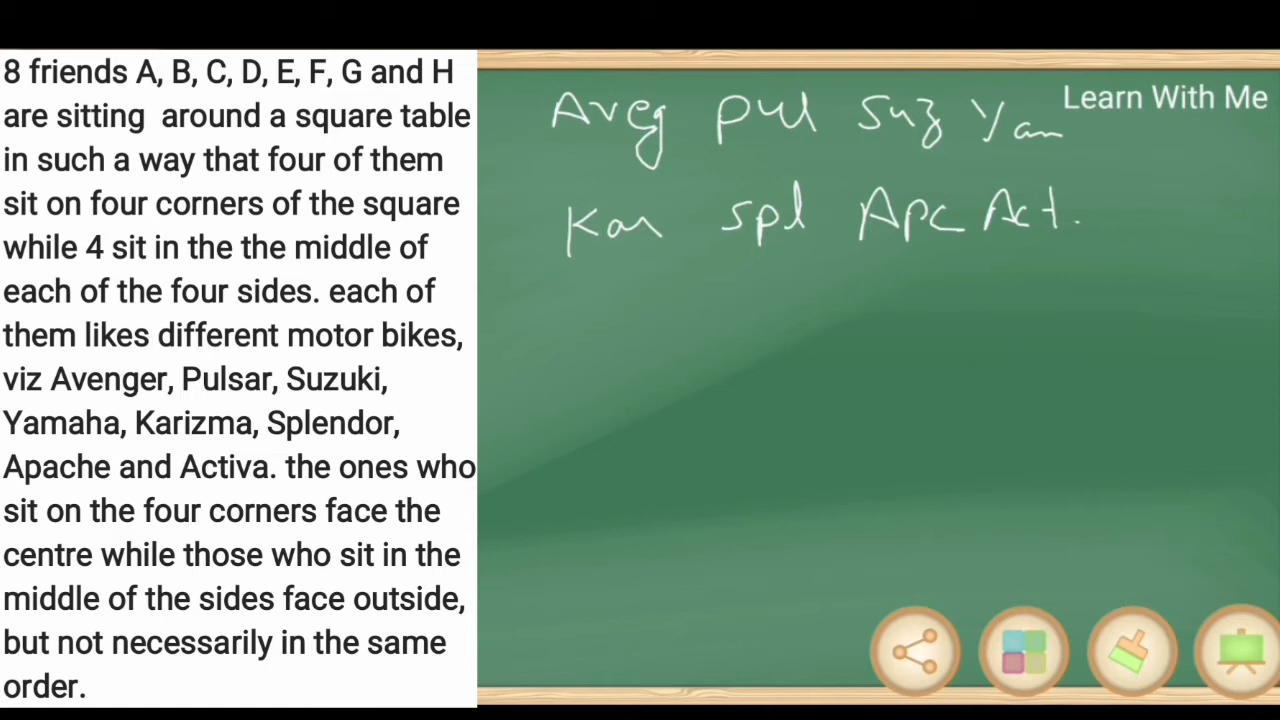 8 friends A, B, C, D, E, F, G and H
are sitting around a square table
in such a way that four of them
sit on four corners of the square
while 4 sit in the the middle of
each of the four sides. each of
them likes different motor bikes,
viz Avenger, Pulsar, Suzuki,
Yamaha, Karizma, Splendor,
Apache and Activa. the ones who
sit on the four corners face the
centre while those who sit in the
middle of the sides face outside,
but not necessarily in the same
order.
Learn With Me
Aveg Pul Suz Yam
Kar Spl Apc Act.